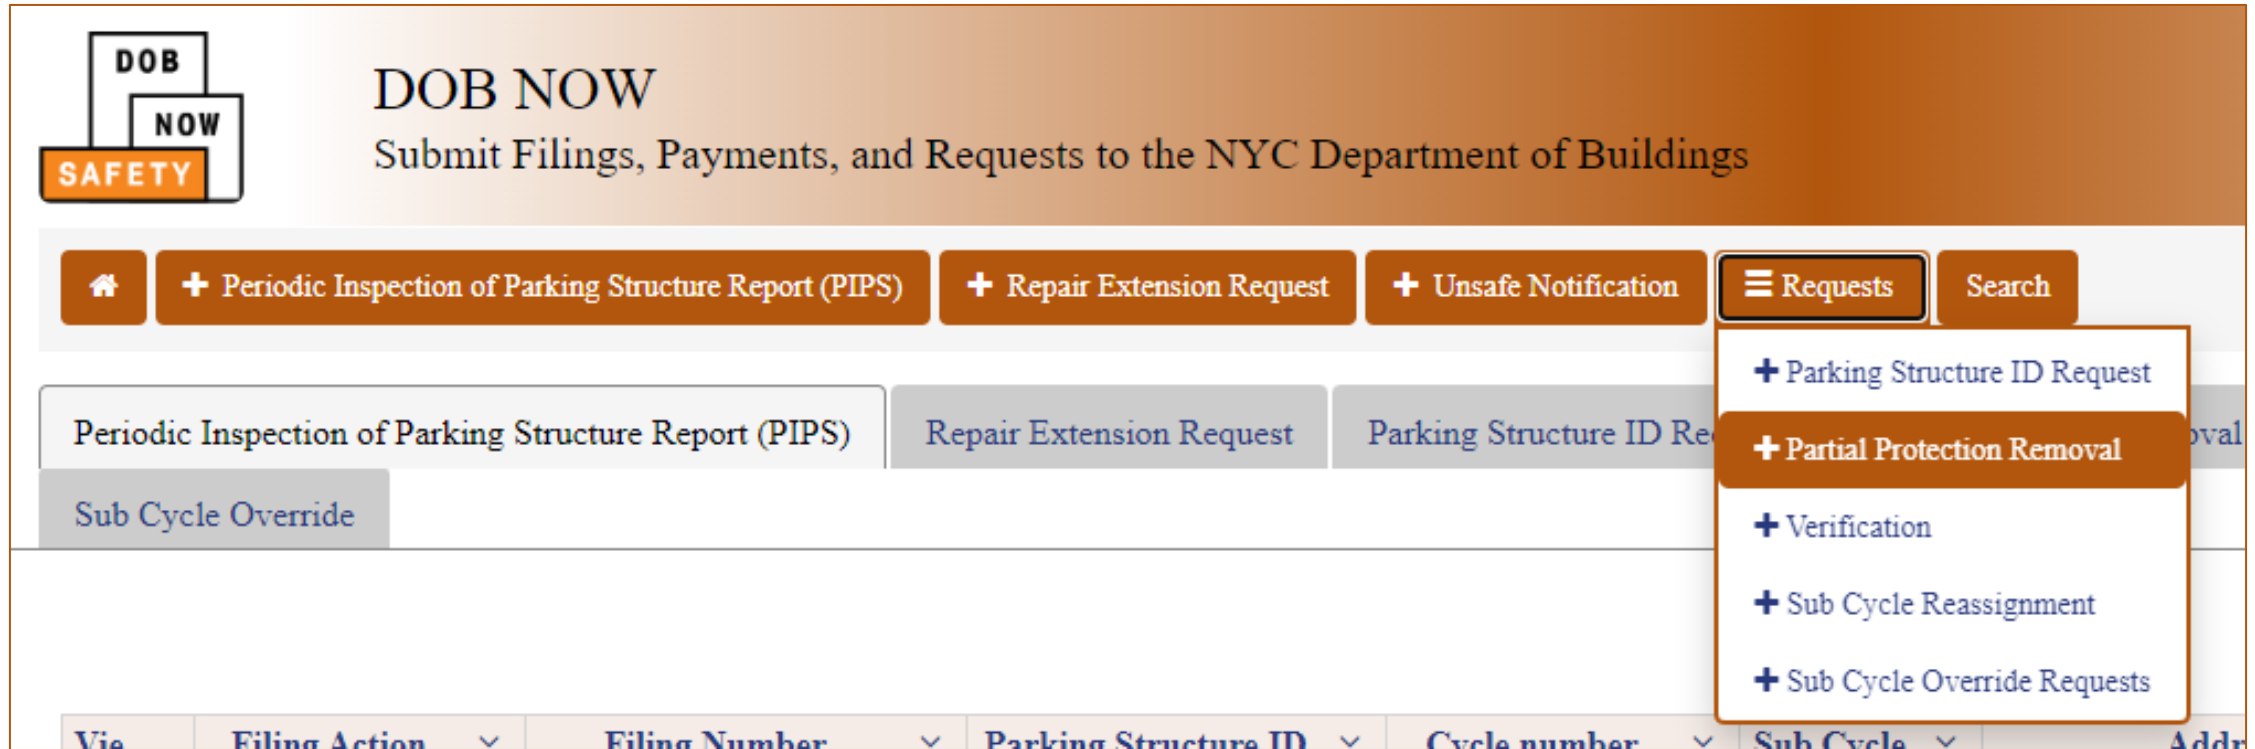 DOB
NOW
SAFETY
DOB NOW
Submit Filings, Payments, and Requests to the NYC Department of Buildings
Periodic Inspection of Parking Structure Report (PIPS)
Repair Extension Request
Unsafe Notification
Requests
Search
Parking Structure ID Request
Partial Protection Removal
Verification
Sub Cycle Reassignment
Sub Cycle Override Requests
Periodic Inspection of Parking Structure Report (PIPS)
Repair Extension Request
Parking Structure ID
Sub Cycle Override
Filing Action
Filing Number
Parking Structure ID
Cycle number
Sub Cycle